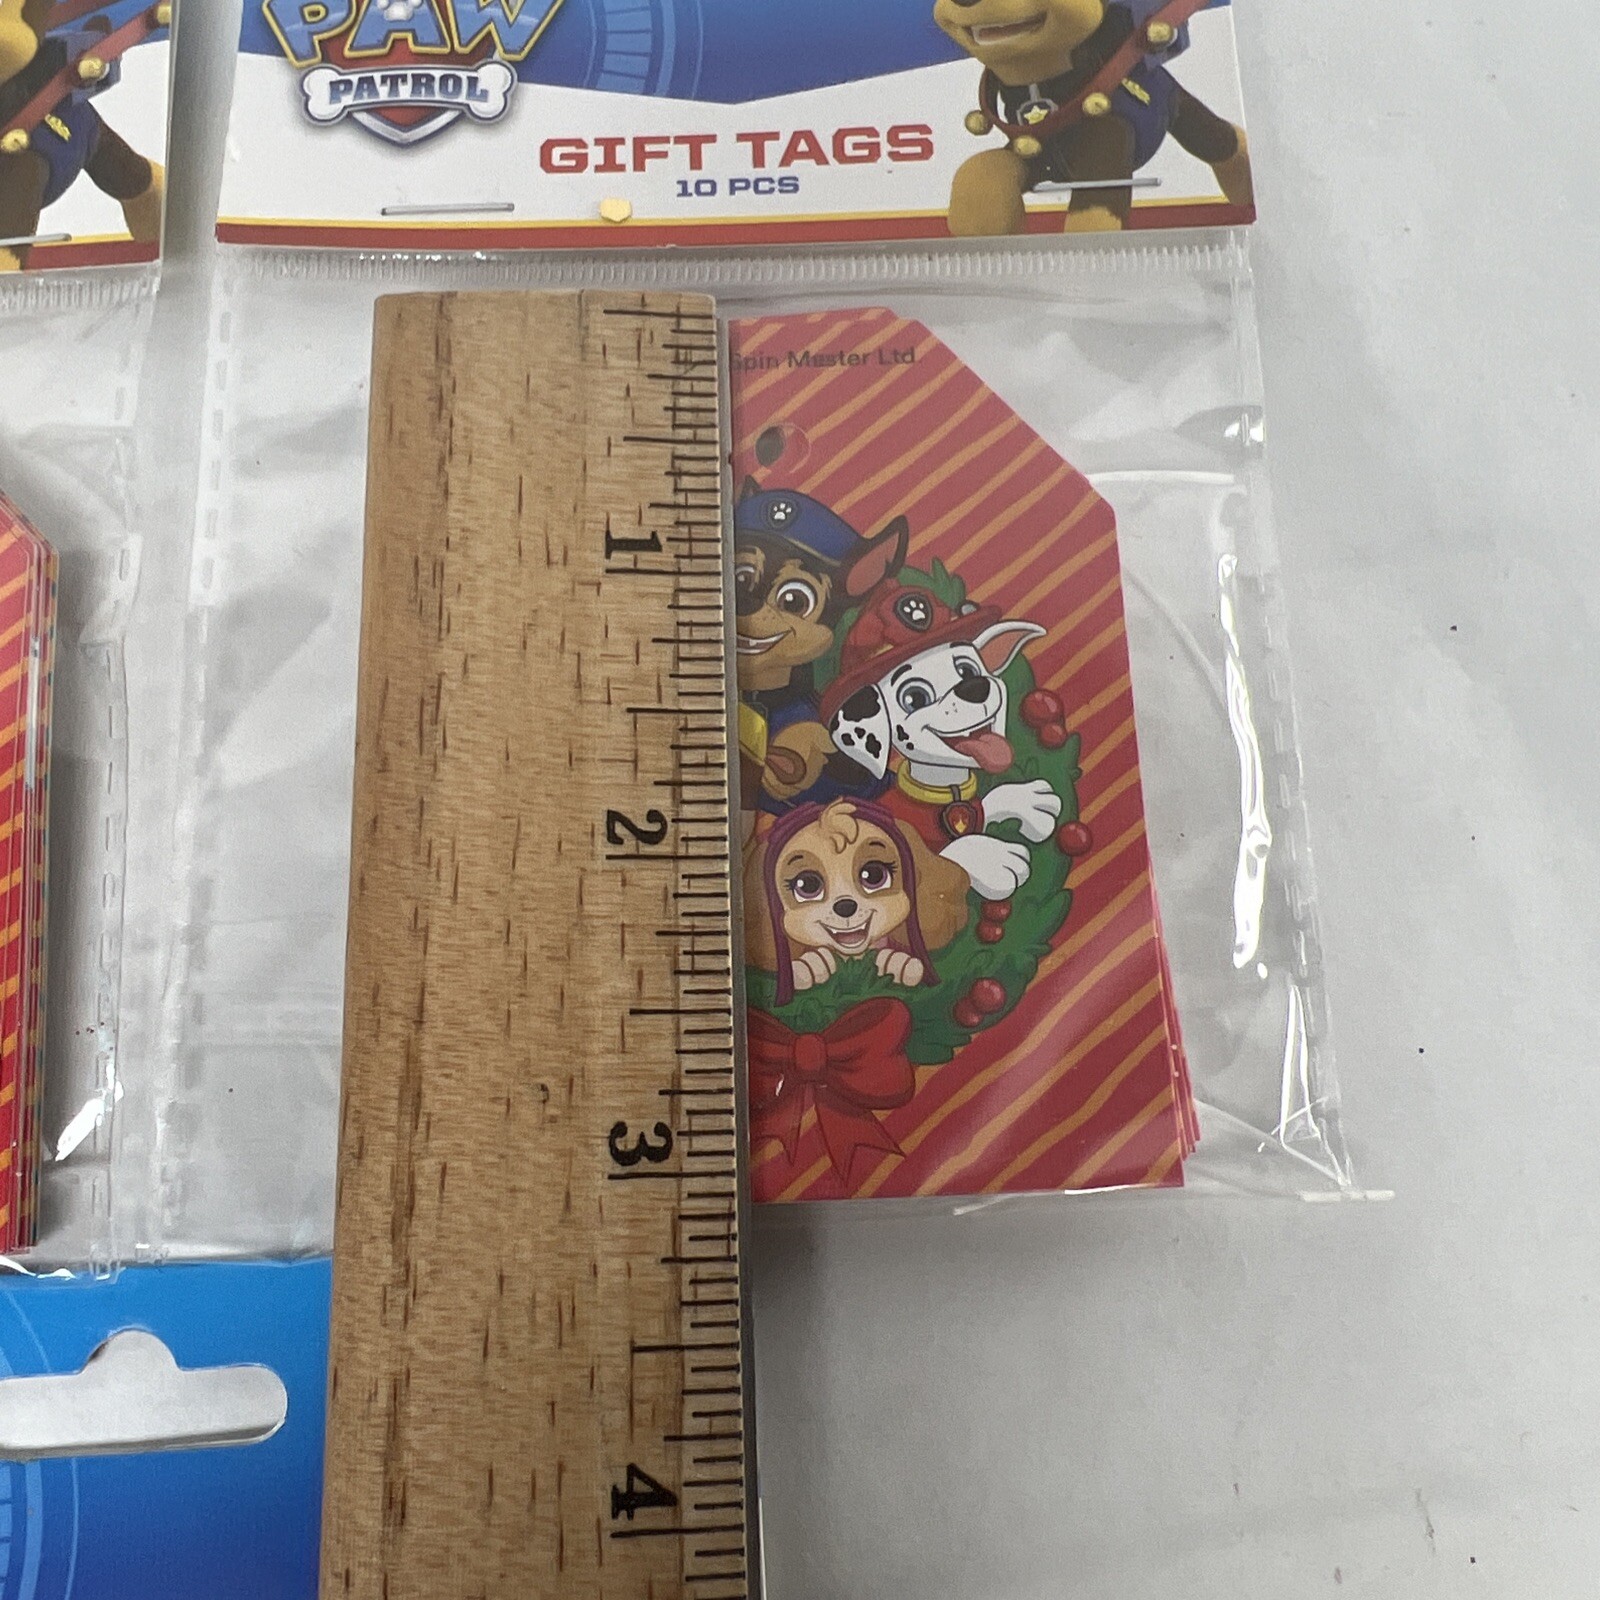 PAW
PATROL
GIFT TAGS
10 PCS
Spin Master Ltd
1
2
3
4